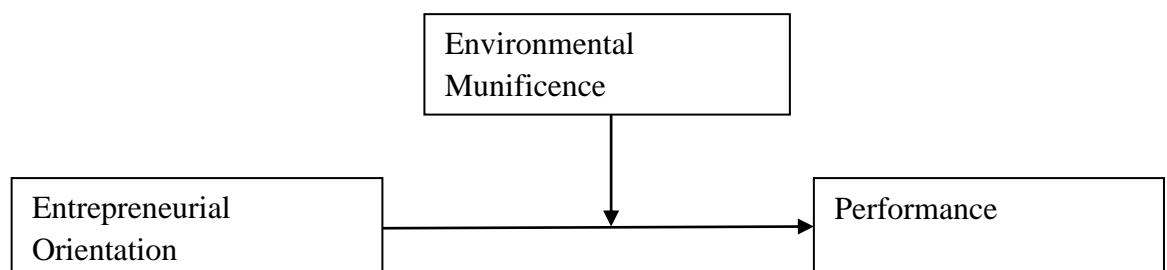 Environmental
Munificence
Entrepreneurial
Orientation
Performance